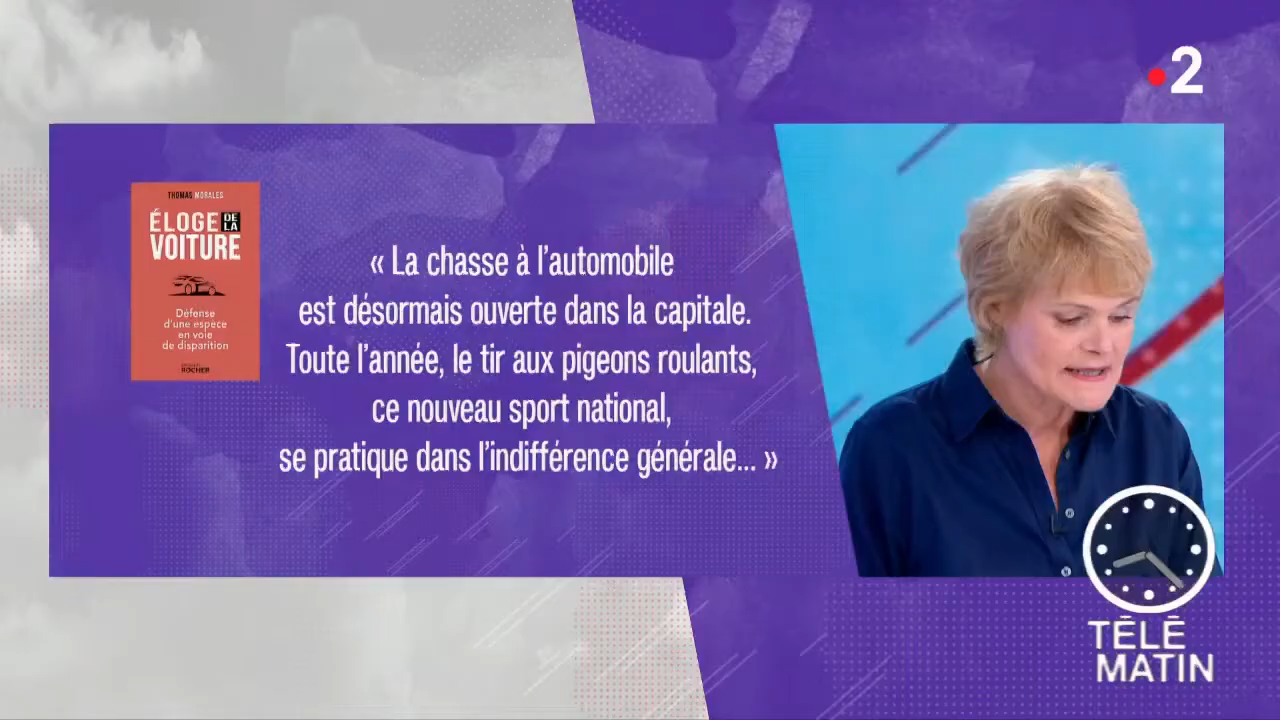 2
THOMAS MORALES
ÉLOGE DE LA
VOITURE
Défense
d'une espèce
en voie
de disparition
ROCHER
« La chasse à l'automobile
est désormais ouverte dans la capitale.
Toute l'année, le tir aux pigeons roulants,
ce nouveau sport national,
se pratique dans l'indifférence générale... »
TÉLÉ
MATIN